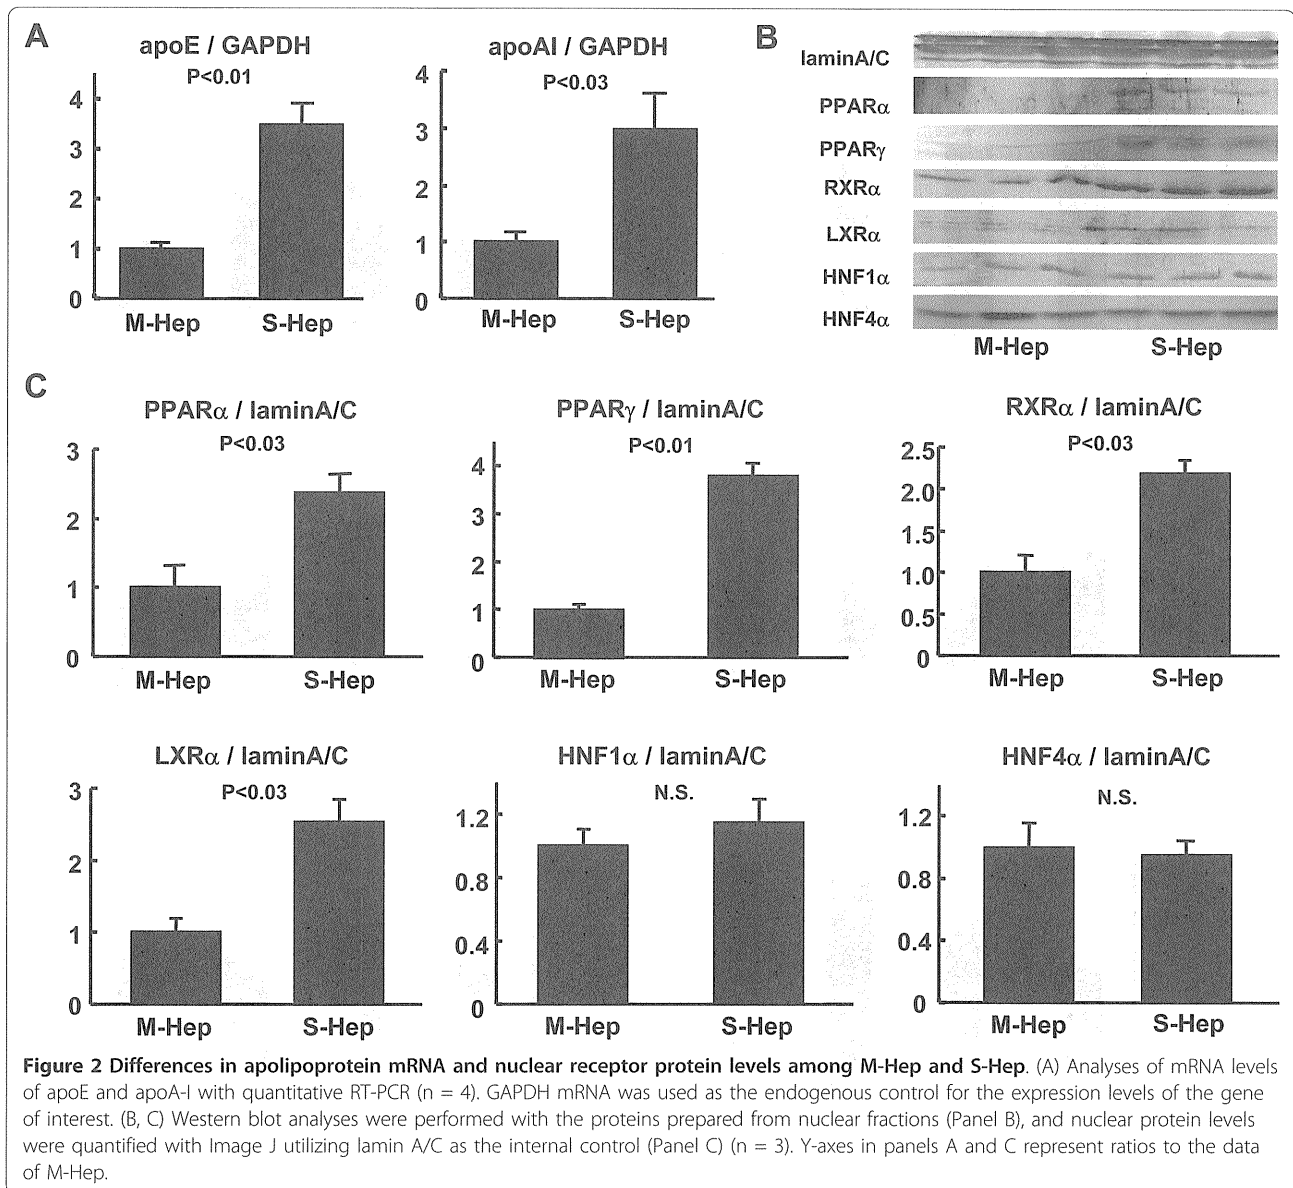 A
apoE / GAPDH
P<0.01
4
3
2
1
0
M-Hep
S-Hep
apoAI / GAPDH
P<0.03
4
3
2
1
0
M-Hep
S-Hep
B
laminA/C
PPARα
PPARγ
RXRα
LXRα
HNF1α
HNF4α
M-Hep
S-Hep
C
PPARα / laminA/C
P<0.03
3
2
1
0
M-Hep
S-Hep
PPARγ / laminA/C
P<0.01
4
3
2
1
0
M-Hep
S-Hep
RXRα / laminA/C
P<0.03
2.5
2.0
1.5
1.0
0.5
0
M-Hep
S-Hep
LXRα / laminA/C
P<0.03
3
2
1
0
M-Hep
S-Hep
HNF1α / laminA/C
N.S.
1.2
0.8
0.4
0
M-Hep
S-Hep
HNF4α / laminA/C
N.S.
1.2
0.8
0.4
0
M-Hep
S-Hep
Figure 2 Differences in apolipoprotein mRNA and nuclear receptor protein levels among M-Hep and S-Hep. (A) Analyses of mRNA levels
of apoE and apoA-I with quantitative RT-PCR (n = 4). GAPDH mRNA was used as the endogenous control for the expression levels of the gene
of interest. (B, C) Western blot analyses were performed with the proteins prepared from nuclear fractions (Panel B), and nuclear protein levels
were quantified with Image J utilizing lamin A/C as the internal control (Panel C) (n = 3). Y-axes in panels A and C represent ratios to the data
of M-Hep.